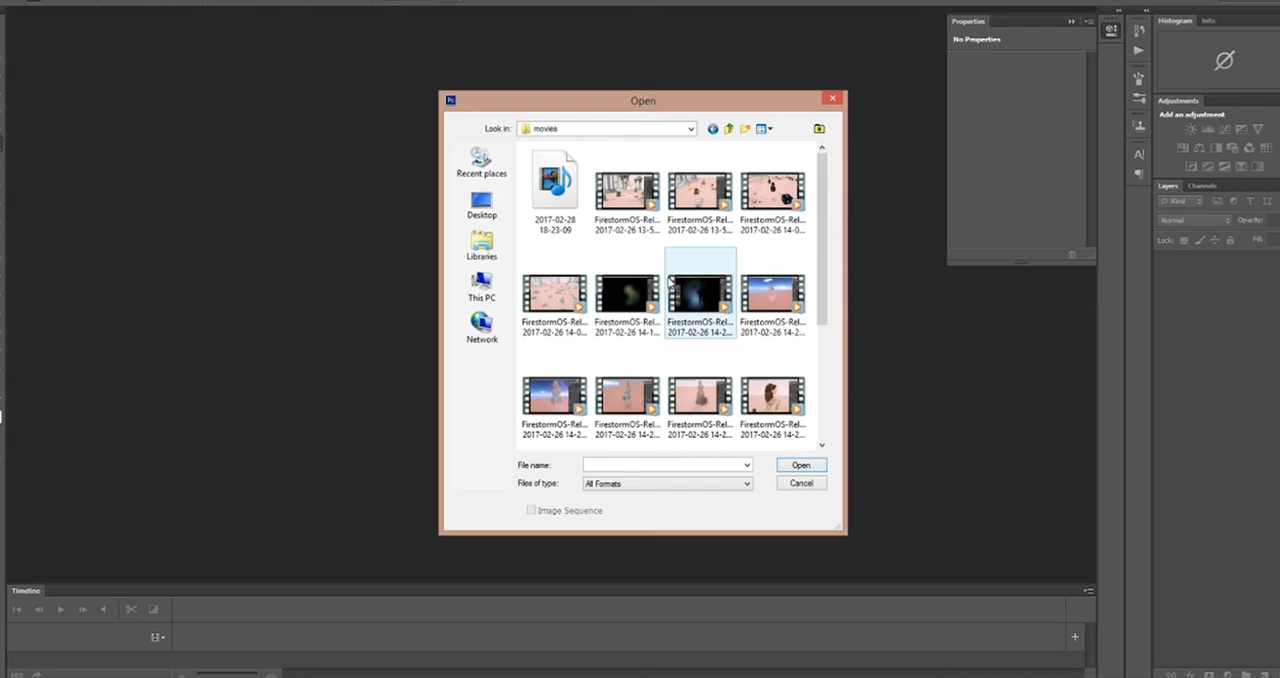 Properties
Histogram Info
No Properties
Open
Adjustments
Add an adjustment
Look in: movies
Recent places
Desktop
Libraries
This PC
Network
2017-02-28
18-23-09
FirestormOS-Rel... FirestormOS-Rel... FirestormOS-Rel...
2017-02-26 13-5... 2017-02-26 13-5... 2017-02-26 14-0...
FirestormOS-Rel... FirestormOS-Rel... FirestormOS-Rel... FirestormOS-Rel...
2017-02-26 14-0... 2017-02-26 14-1... 2017-02-26 14-2... 2017-02-26 14-2...
FirestormOS-Rel... FirestormOS-Rel... FirestormOS-Rel... FirestormOS-Rel...
2017-02-26 14-2... 2017-02-26 14-2... 2017-02-26 14-2... 2017-02-26 14-2...
File name:
Open
Files of type: All Formats
Cancel
Image Sequence
Layers Channels
Kind
Normal Opacity:
Lock: Fill:
Timeline